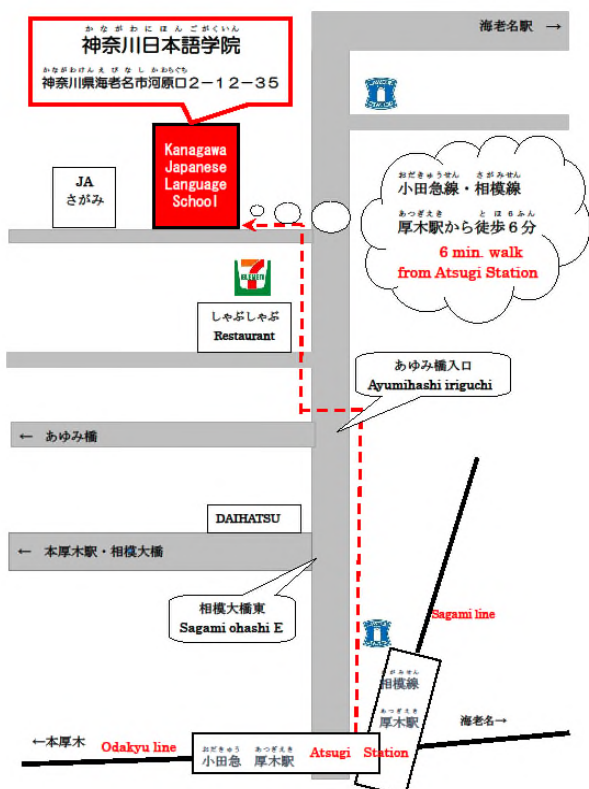 かながわにほんごがくいん
神奈川日本語学院
かながわけんえびなしかわらぐち
神奈川県海老名市河原口2－12－35
海老名駅 →
Kanagawa
Japanese
Language
School
JA
さがみ
おだきゅうせん さがみせん
小田急線・相模線
あつぎえき とほ6ふん
厚木駅から徒歩6分
6 min. walk
from Atsugi Station
しゃぶしゃぶ
Restaurant
あゆみ橋入口
Ayumihashi iriguchi
← あゆみ橋
DAIHATSU
← 本厚木駅・相模大橋
相模大橋東
Sagami ohashi E
Sagami line
さがみせん
相模線
あつぎえき
厚木駅
海老名→
←本厚木
Odakyu line
おだきゅう あつぎえき
小田急 厚木駅 Atsugi Station